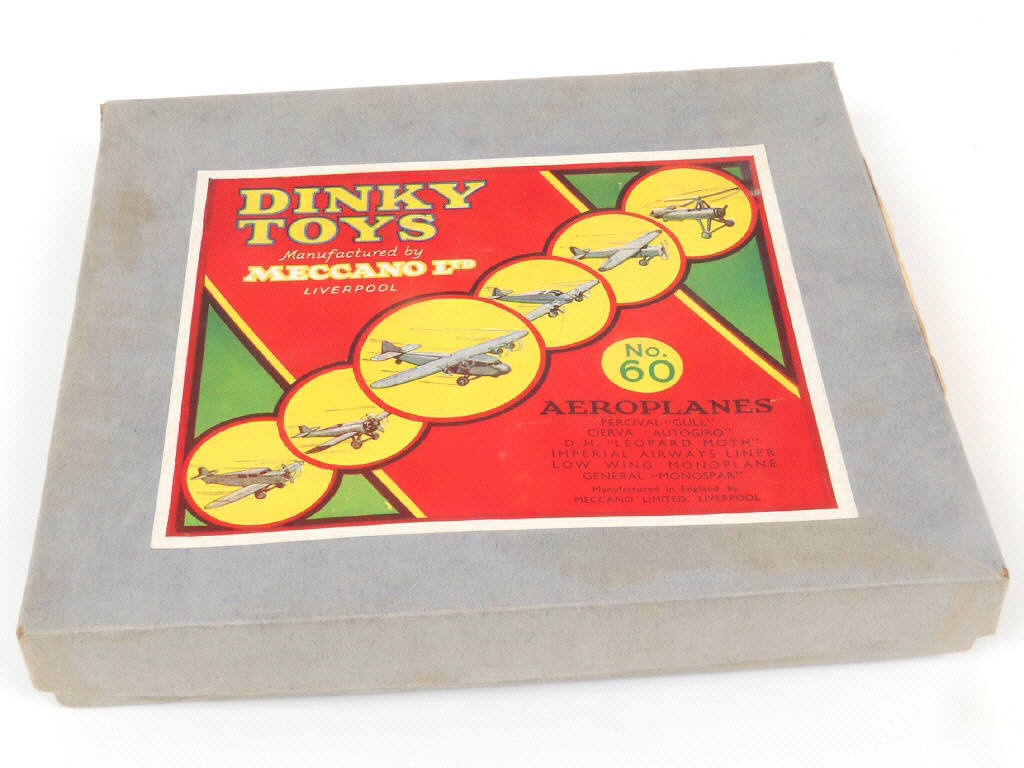 DINKY
TOYS
Manufactured by
MECCANO LTD
LIVERPOOL
No.
60
AEROPLANES
PERCIVAL "GULL"
CIERVA "AUTOGIRO"
D.H. "LEOPARD MOTH"
IMPERIAL AIRWAYS LINER
LOW WING MONOPLANE
GENERAL "MONOSPAR"
Manufactured in England by
MECCANO LIMITED, LIVERPOOL